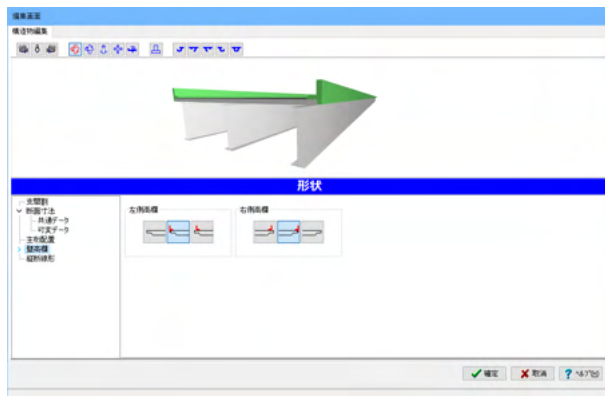 編集画面
構造物編集
形状
支間割
断面寸法
共通データ
可変データ
主桁配置
壁高欄
縦断線形
左側高欄
右側高欄
確定
取消
? ﾍﾙﾌﾟ(H)